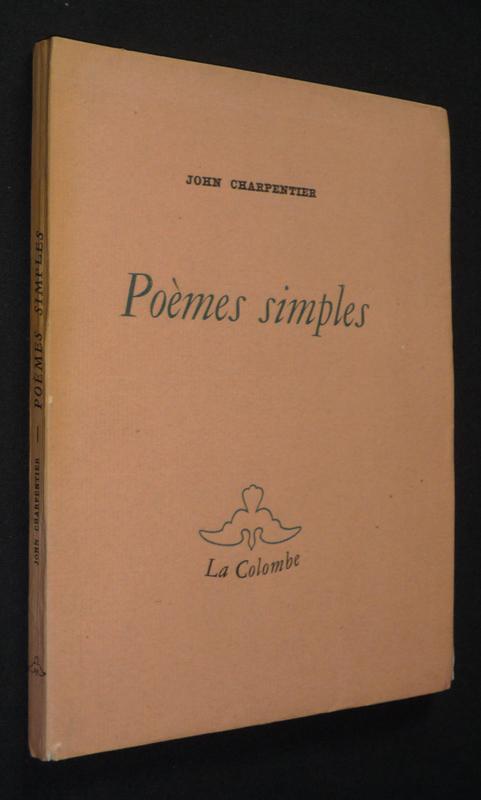 JOHN CHARPENTIER
Poèmes simples
La Colombe
JOHN CHARPENTIER — POÈMES SIMPLES